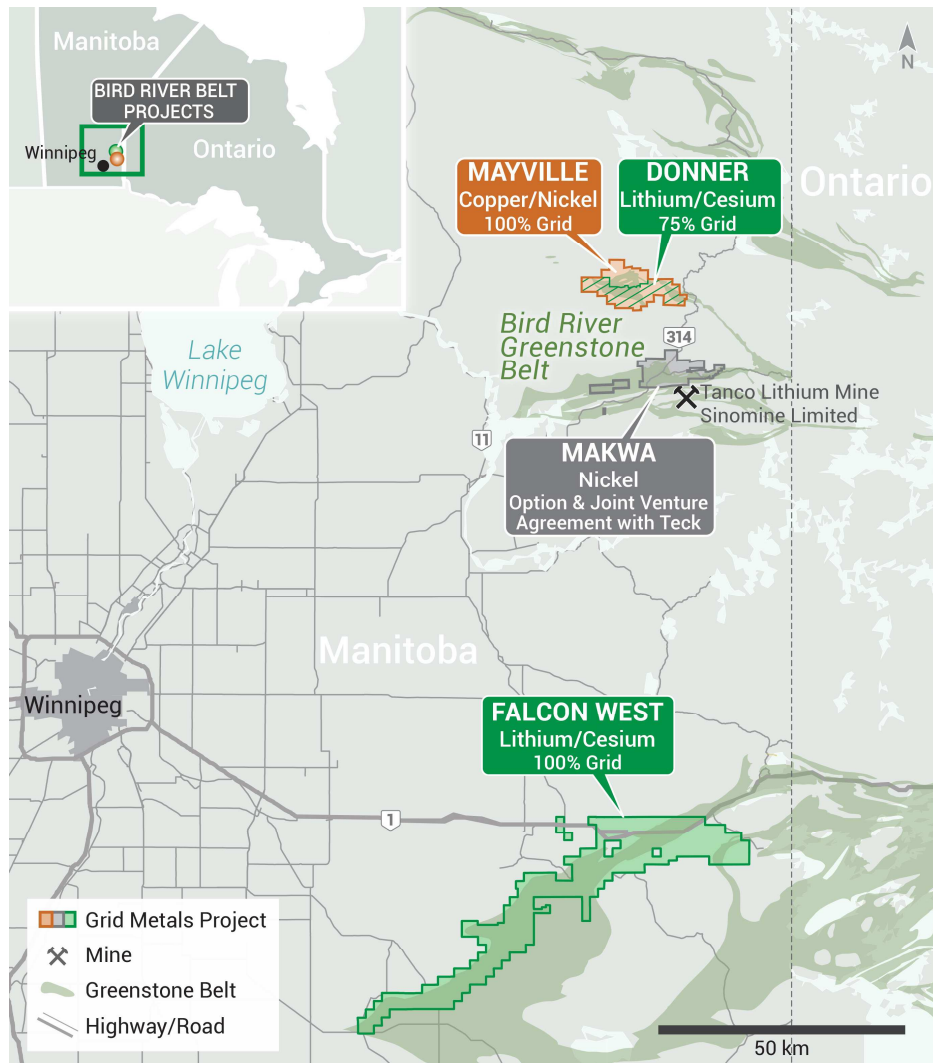 Manitoba
BIRD RIVER BELT
PROJECTS
Winnipeg
Ontario
N
MAYVILLE
Copper/Nickel
100% Grid
DONNER
Lithium/Cesium
75% Grid
Ontario
Bird River
Greenstone
Belt
314
Lake
Winnipeg
Tanco Lithium Mine
Sinomine Limited
11
MAKWA
Nickel
Option & Joint Venture
Agreement with Teck
Manitoba
Winnipeg
FALCON WEST
Lithium/Cesium
100% Grid
1
Grid Metals Project
Mine
Greenstone Belt
Highway/Road
50 km